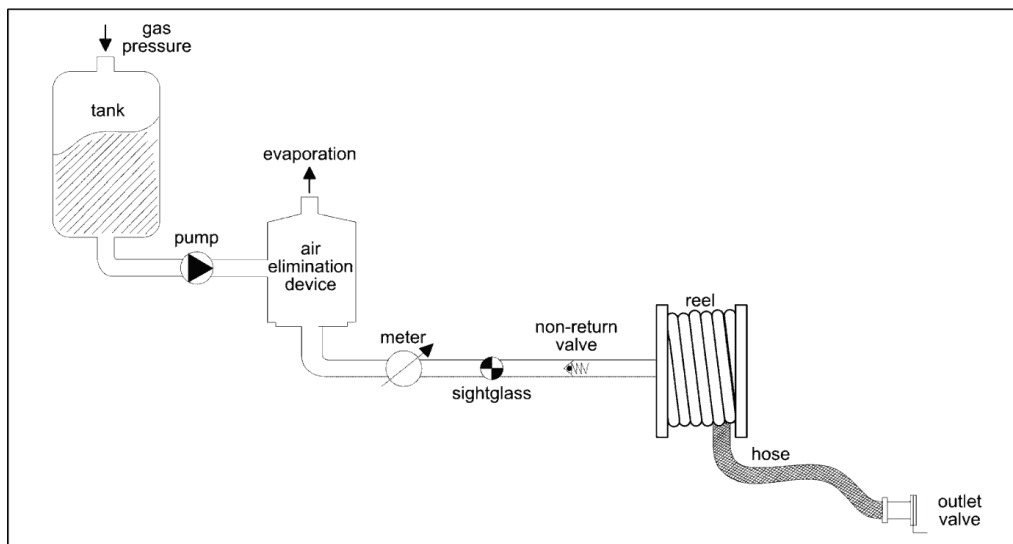 gas
pressure
tank
evaporation
pump
air
elimination
device
meter
sightglass
non-return
valve
reel
hose
outlet
valve